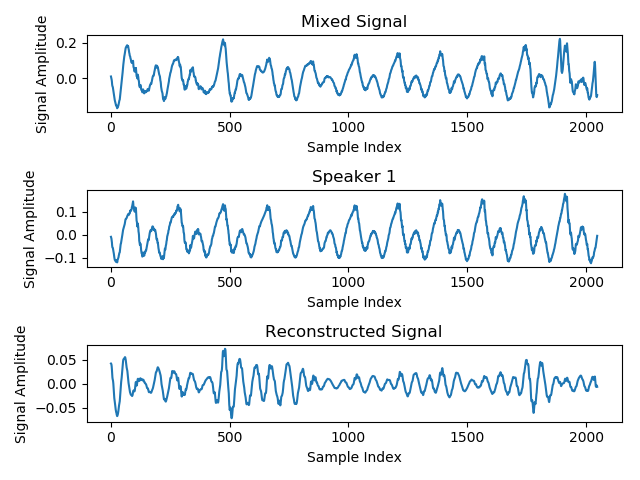 Mixed Signal
Signal Amplitude
0.2
0.0
0 500 1000 1500 2000
Sample Index
Speaker 1
Signal Amplitude
0.1
0.0
−0.1
0 500 1000 1500 2000
Sample Index
Reconstructed Signal
Signal Amplitude
0.05
0.00
−0.05
0 500 1000 1500 2000
Sample Index